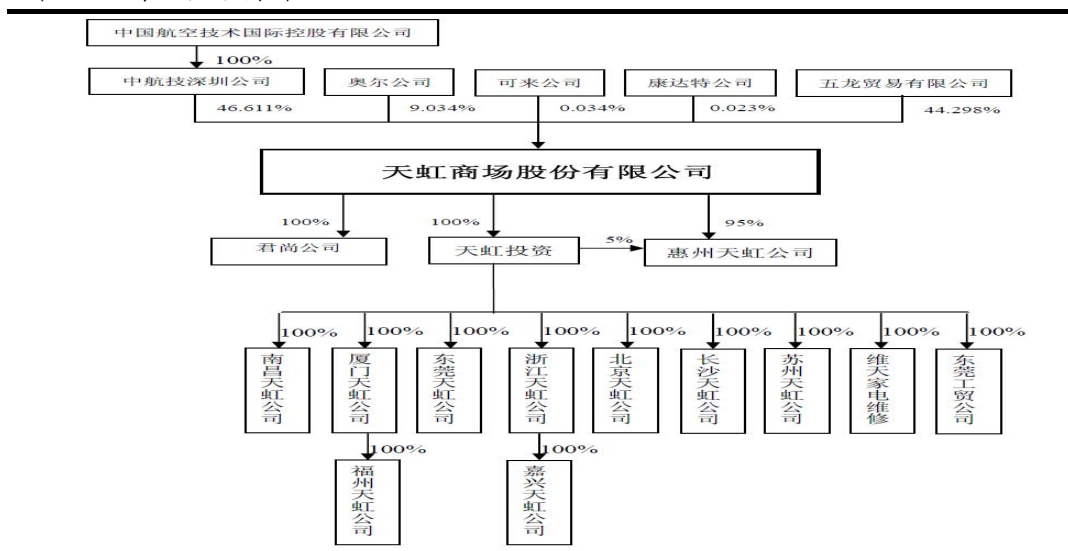 中国航空技术国际控股有限公司
100%
中航技深圳公司
奥尔公司
可来公司
康达特公司
五龙贸易有限公司
46.611%
9.034%
0.034%
0.023%
44.298%
天虹商场股份有限公司
100%
100%
95%
君尚公司
天虹投资
5%
惠州天虹公司
100%
100%
100%
100%
100%
100%
100%
100%
100%
南昌天虹公司
厦门天虹公司
东莞天虹公司
浙江天虹公司
北京天虹公司
长沙天虹公司
苏州天虹公司
维天家电维修
东莞工贸公司
100%
100%
福州天虹公司
嘉兴天虹公司